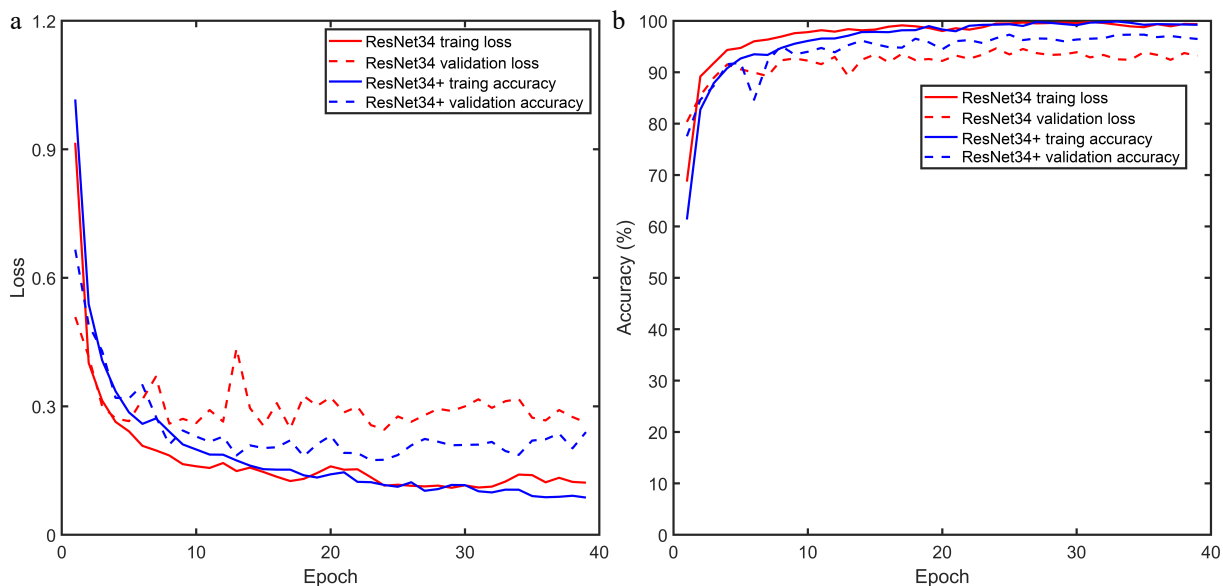 a
1.2
0.9
0.6
0.3
0
Loss
0 10 20 30 40
Epoch
ResNet34 traing loss
ResNet34 validation loss
ResNet34+ traing accuracy
ResNet34+ validation accuracy
b
100
90
80
70
60
50
40
30
20
10
0
Accuracy (%)
0 10 20 30 40
Epoch
ResNet34 traing loss
ResNet34 validation loss
ResNet34+ traing accuracy
ResNet34+ validation accuracy